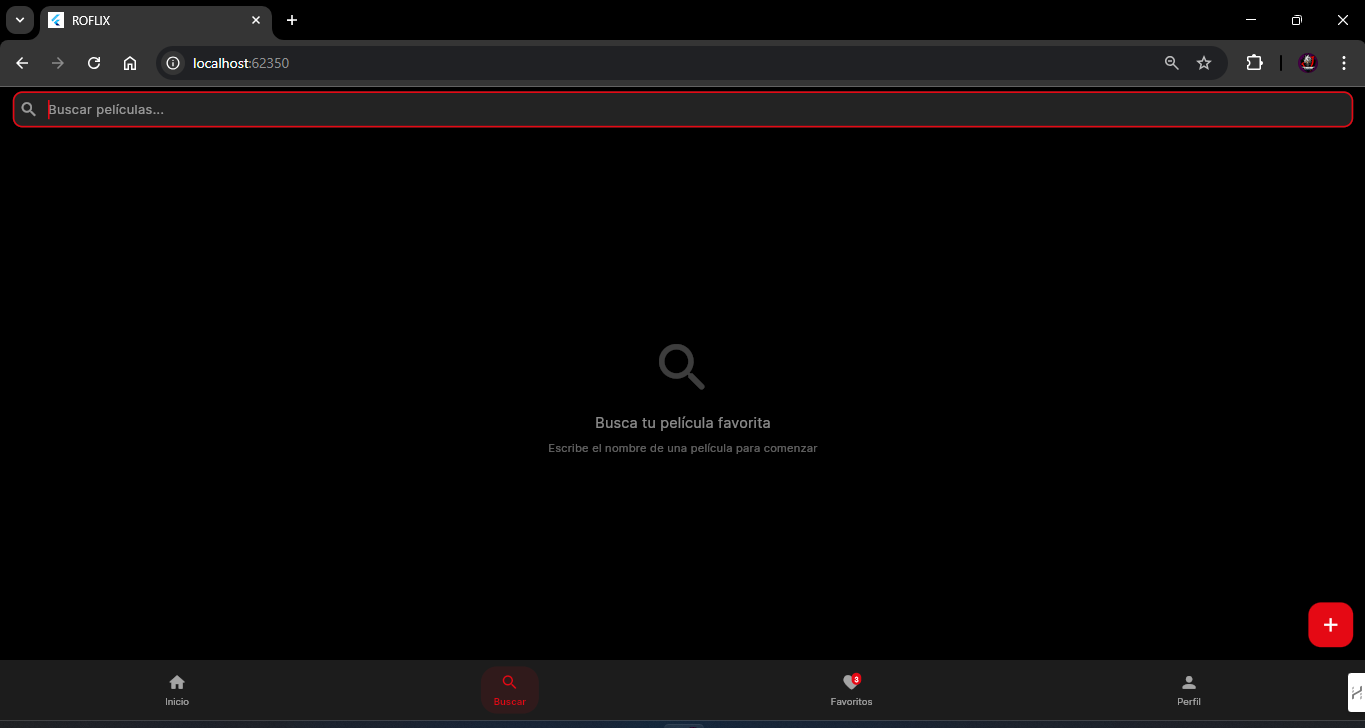 ROFLIX
localhost:62350
Buscar películas...
Busca tu película favorita
Escribe el nombre de una película para comenzar
Inicio
Buscar
3
Favoritos
Perfil